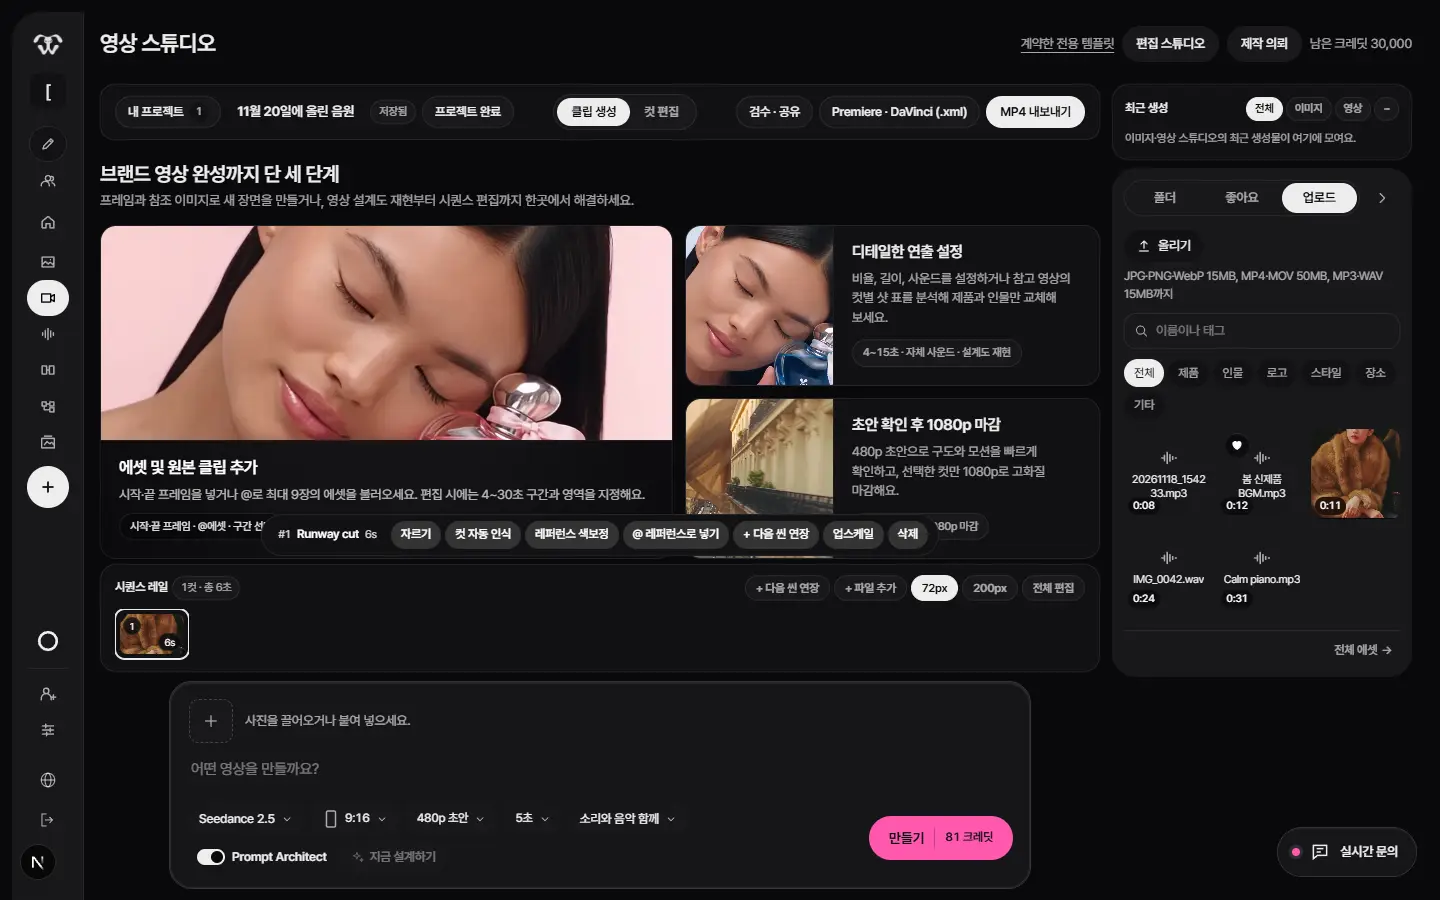 영상 스튜디오
계약한 전용 템플릿
편집 스튜디오
제작 의뢰
남은 크레딧 30,000
[
내 프로젝트 1
11월 20일에 올린 음원
저장됨
프로젝트 완료
클립 생성
컷 편집
검수 · 공유
Premiere · DaVinci (.xml)
MP4 내보내기
브랜드 영상 완성까지 단 세 단계
프레임과 참조 이미지로 새 장면을 만들거나, 영상 설계도 재현부터 시퀀스 편집까지 한곳에서 해결하세요.
에셋 및 원본 클립 추가
시작·끝 프레임을 넣거나 @로 최대 9장의 에셋을 불러오세요. 편집 시에는 4~30초 구간과 영역을 지정해요.
시작·끝 프레임 · @에셋 · 구간
디테일한 연출 설정
비율, 길이, 사운드를 설정하거나 참고 영상의
컷별 샷 표를 분석해 제품과 인물만 교체해
보세요.
4~15초 · 자체 사운드 · 설계도 재현
초안 확인 후 1080p 마감
480p 초안으로 구도와 모션을 빠르게
확인하고, 선택한 컷만 1080p로 고화질
마감해요.
80p 마감
#1 Runway cut 6s
자르기
컷 자동 인식
레퍼런스 색보정
@ 레퍼런스로 넣기
+ 다음 씬 연장
업스케일
삭제
시퀀스 레일
1컷 · 총 6초
+ 다음 씬 연장
+ 파일 추가
72px
200px
전체 편집
1
6s
사진을 끌어오거나 붙여 넣으세요.
어떤 영상을 만들까요?
Seedance 2.5
9:16
480p 초안
5초
소리와 음악 함께
Prompt Architect
지금 설계하기
만들기
81 크레딧
최근 생성
전체
이미지
영상
−
이미지·영상 스튜디오의 최근 생성물이 여기에 모여요.
폴더
좋아요
업로드
올리기
JPG·PNG·WebP 15MB, MP4·MOV 50MB, MP3·WAV
15MB까지
이름이나 태그
전체
제품
인물
로고
스타일
장소
기타
20261118_1542
33.mp3
0:08
봄 신제품
BGM.mp3
0:12
0:11
IMG_0042.wav
0:24
Calm piano.mp3
0:31
전체 에셋 →
실시간 문의
N